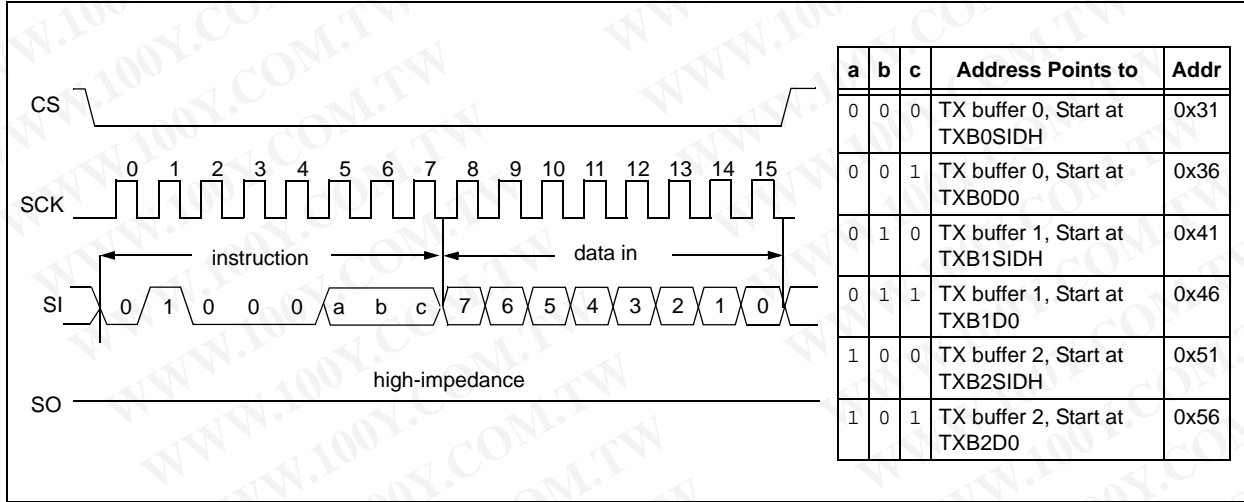 CS
0 1 2 3 4 5 6 7 8 9 10 11 12 13 14 15
SCK
instruction data in
SI 0 1 0 0 0 a b c 7 6 5 4 3 2 1 0
high-impedance
SO
a b c Address Points to Addr
0 0 0 TX buffer 0, Start at 0x31
TXB0SIDH
0 0 1 TX buffer 0, Start at 0x36
TXB0D0
0 1 0 TX buffer 1, Start at 0x41
TXB1SIDH
0 1 1 TX buffer 1, Start at 0x46
TXB1D0
1 0 0 TX buffer 2, Start at 0x51
TXB2SIDH
1 0 1 TX buffer 2, Start at 0x56
TXB2D0
WWW.100Y.COM.TW